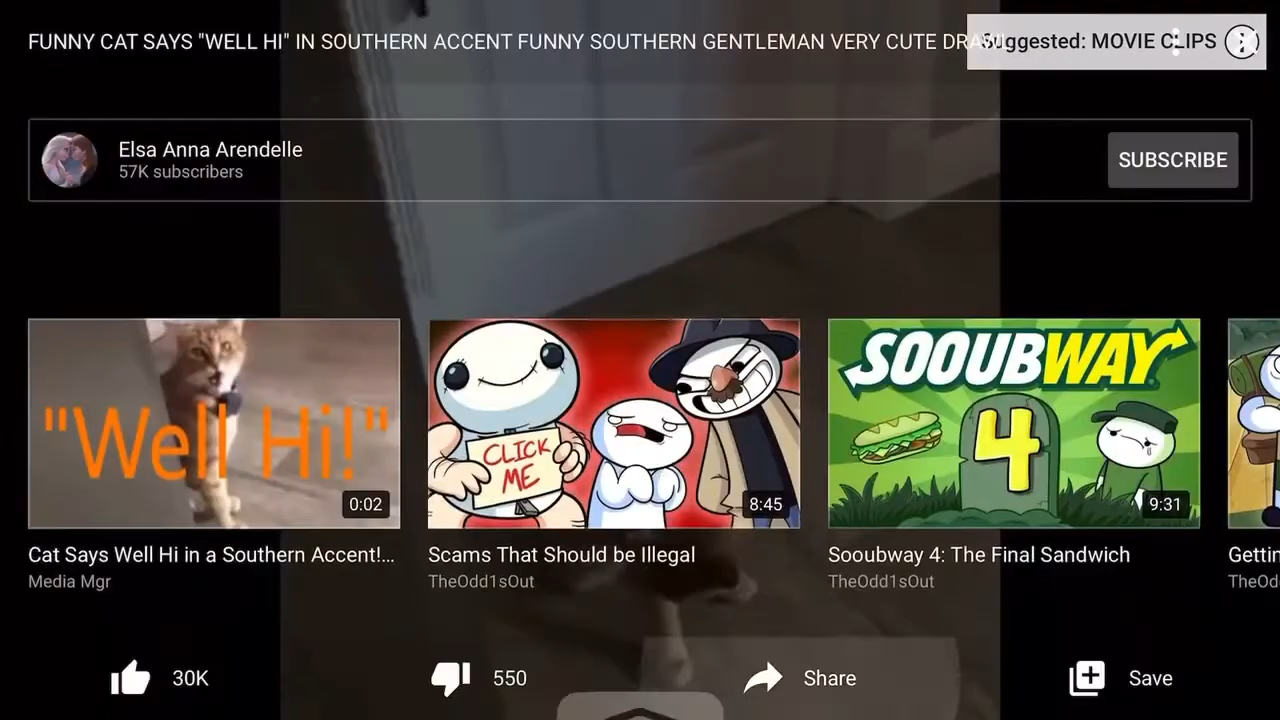 FUNNY CAT SAYS "WELL HI" IN SOUTHERN ACCENT FUNNY SOUTHERN GENTLEMAN VERY CUTE
Suggested: MOVIE CLIPS
Elsa Anna Arendelle
57K subscribers
SUBSCRIBE
"Well Hi!"
0:02
CLICK
ME
8:45
SOOUBWAY
4
9:31
Cat Says Well Hi in a Southern Accent!...
Media Mgr
Scams That Should be Illegal
TheOdd1sOut
Sooubway 4: The Final Sandwich
TheOdd1sOut
30K
550
Share
Save